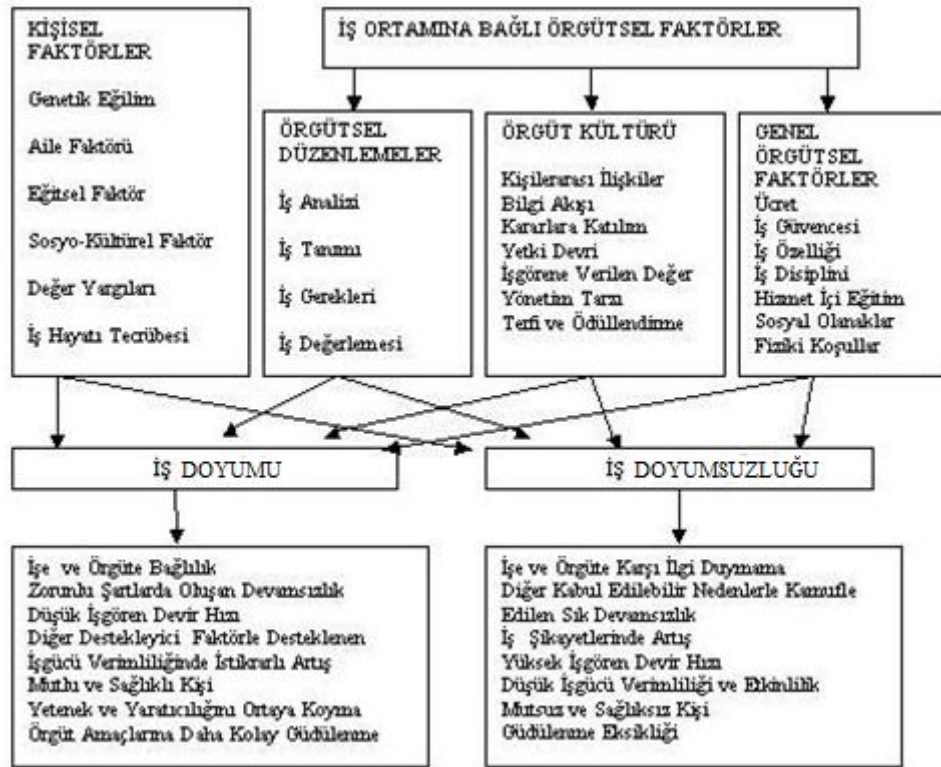 KİŞİSEL
FAKTÖRLER
Genetik Eğilim
Aile Faktörü
Eğitsel Faktör
Sosyo-Kültürel Faktör
Değer Yargıları
İş Hayatı Tecrübesi
İŞ ORTAMINA BAĞLI ÖRGÜTSEL FAKTÖRLER
ÖRGÜTSEL
DÜZENLEMELER
İş Analizi
İş Tanımı
İş Gerekleri
İş Değerlemesi
ÖRGÜT KÜLTÜRÜ
Kişilerarası İlişkiler
Bilgi Akışı
Kararlara Katılım
Yetki Devri
İşgörene Verilen Değer
Yönetim Tarzı
Terfi ve Ödüllendirme
GENEL
ÖRGÜTSEL
FAKTÖRLER
Ücret
İş Güvencesi
İş Özelliği
İş Disiplini
Hizmet İçi Eğitim
Sosyal Olanaklar
Fiziki Koşullar
İŞ DOYUMU
İŞ DOYUMSUZLUĞU
İşe ve Örgüte Bağlılık
Zorunlu Şartlarda Oluşan Devamsızlık
Düşük İşgören Devir Hızı
Diğer Destekleyici Faktörle Desteklenen
İşgücü Verimliliğinde İstikrarlı Artış
Mutlu ve Sağlıklı Kişi
Yetenek ve Yaratıcılığını Ortaya Koyma
Örgüt Amaçlarına Daha Kolay Güdülenme
İşe ve Örgüte Karşı İlgi Duymama
Diğer Kabul Edilebilir Nedenlerle Kamufle
Edilen Sık Devamsızlık
İş Şikayetlerinde Artış
Yüksek İşgören Devir Hızı
Düşük İşgücü Verimliliği ve Etkinlilik
Mutsuz ve Sağlıksız Kişi
Güdülenme Eksikliği